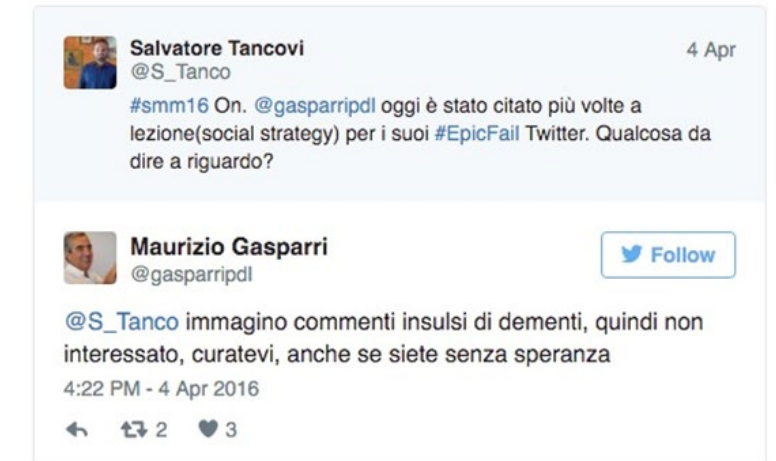 Salvatore Tancovi
4 Apr
@S_Tanco
#smm16 On. @gasparripdl oggi è stato citato più volte a
lezione(social strategy) per i suoi #EpicFail Twitter. Qualcosa da
dire a riguardo?
Maurizio Gasparri
Follow
@gasparripdl
@S_Tanco immagino commenti insulsi di dementi, quindi non
interessato, curatevi, anche se siete senza speranza
4:22 PM - 4 Apr 2016
2 3